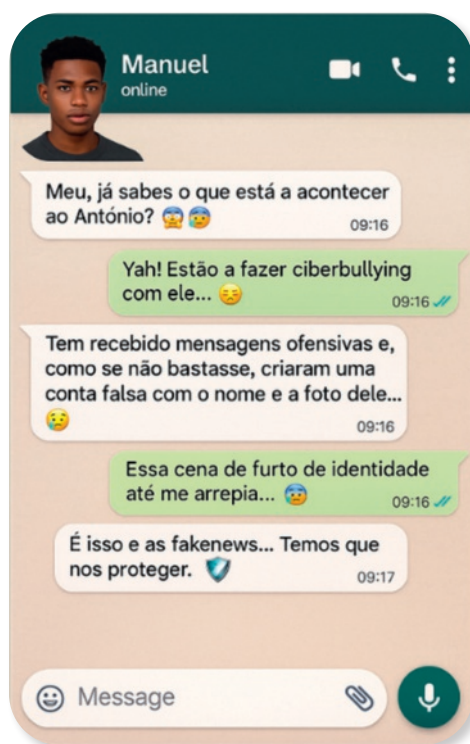 Manuel
online
Meu, já sabes o que está a acontecer
ao António? 😱😰
09:16
Yah! Estão a fazer ciberbullying
com ele... 😞
09:16
Tem recebido mensagens ofensivas e,
como se não bastasse, criaram uma
conta falsa com o nome e a foto dele...
😢
09:16
Essa cena de furto de identidade
até me arrepia... 😰
09:16
É isso e as fakenews... Temos que
nos proteger. 🛡️
09:17
Message